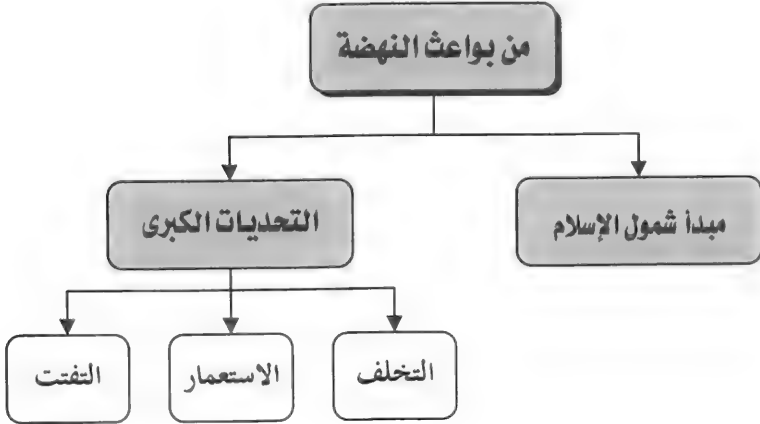 من بواعث النهضة
مبدأ شمول الإسلام
التحديات الكبرى
التخلف
الاستعمار
التفتت